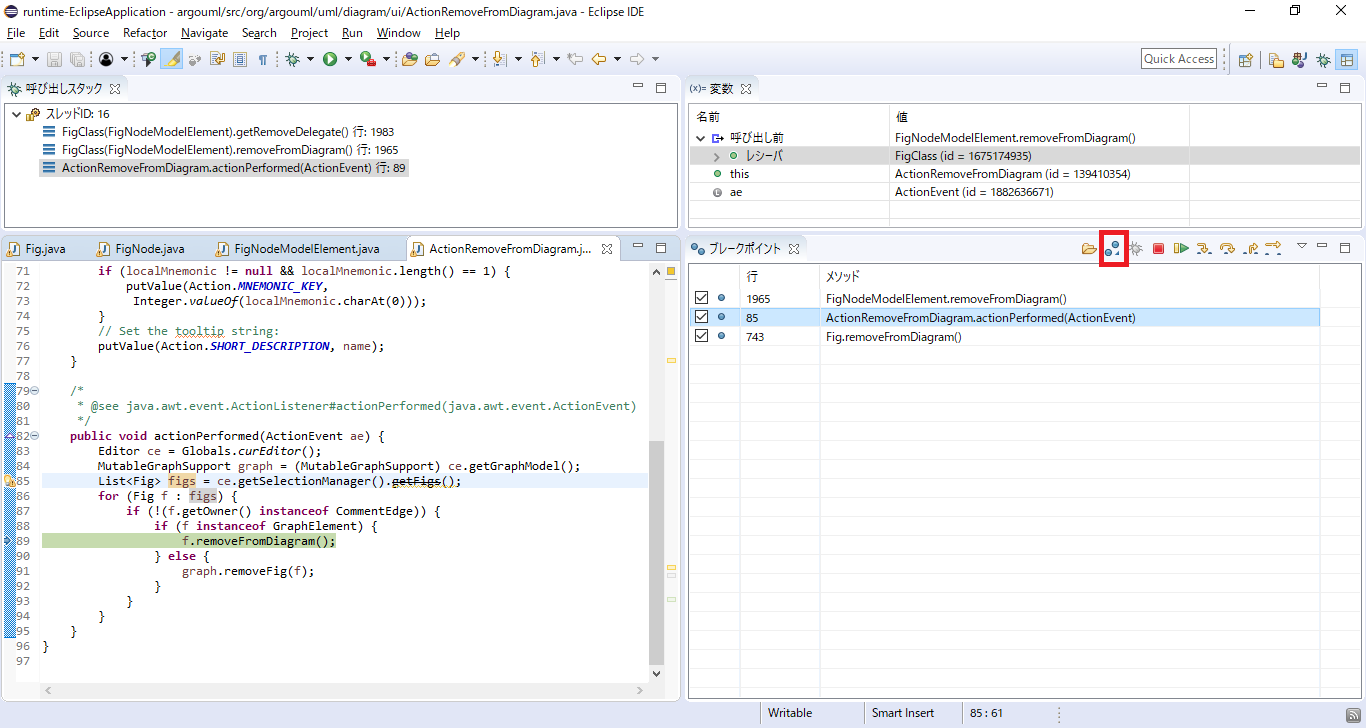 runtime-EclipseApplication - argouml/src/org/argouml/uml/diagram/ui/ActionRemoveFromDiagram.java - Eclipse IDE
File Edit Source Refactor Navigate Search Project Run Window Help
Quick Access
呼び出しスタック
スレッドID: 16
FigClass(FigNodeModelElement).getRemoveDelegate() 行: 1983
FigClass(FigNodeModelElement).removeFromDiagram() 行: 1965
ActionRemoveFromDiagram.actionPerformed(ActionEvent) 行: 89
(x)= 変数
名前 値
呼び出し前 FigNodeModelElement.removeFromDiagram()
レシーバ FigClass (id = 1675174935)
this ActionRemoveFromDiagram (id = 139410354)
ae ActionEvent (id = 1882636671)
Fig.java FigNode.java FigNodeModelElement.java ActionRemoveFromDiagram.j...
71 if (localMnemonic != null && localMnemonic.length() == 1) {
72 putValue(Action.MNEMONIC_KEY,
73 Integer.valueOf(localMnemonic.charAt(0)));
74 }
75 // Set the tooltip string:
76 putValue(Action.SHORT_DESCRIPTION, name);
77 }
78
79 /*
80 * @see java.awt.event.ActionListener#actionPerformed(java.awt.event.ActionEvent)
81 */
82 public void actionPerformed(ActionEvent ae) {
83 Editor ce = Globals.curEditor();
84 MutableGraphSupport graph = (MutableGraphSupport) ce.getGraphModel();
85 List<Fig> figs = ce.getSelectionManager().getFigs();
86 for (Fig f : figs) {
87 if (!(f.getOwner() instanceof CommentEdge)) {
88 if (f instanceof GraphElement) {
89 f.removeFromDiagram();
90 } else {
91 graph.removeFig(f);
92 }
93 }
94 }
95 }
96 }
97
ブレークポイント
行 メソッド
1965 FigNodeModelElement.removeFromDiagram()
85 ActionRemoveFromDiagram.actionPerformed(ActionEvent)
743 Fig.removeFromDiagram()
Writable Smart Insert 85 : 61